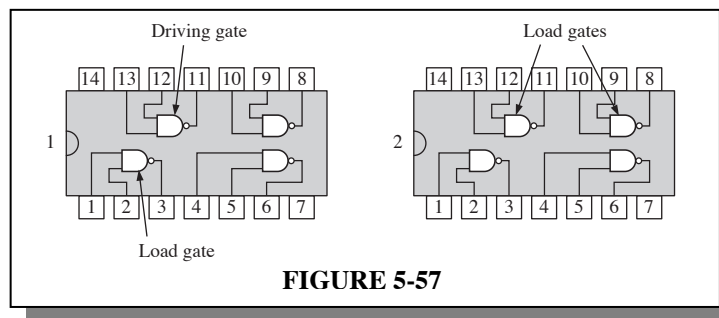 Driving gate Load gates
14 13 12 11 10 9 8 14 13 12 11 10 9 8
1 2
1 2 3 4 5 6 7 1 2 3 4 5 6 7
Load gate
FIGURE 5-57